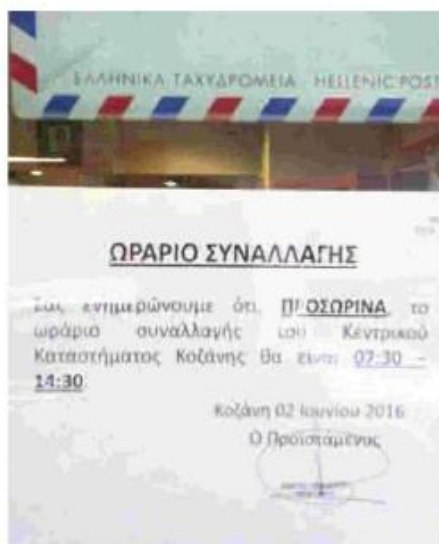 ΕΛΛΗΝΙΚΑ ΤΑΧΥΔΡΟΜΕΙΑ - HELLENIC POST
ΩΡΑΡΙΟ ΣΥΝΑΛΛΑΓΗΣ
Σας ενημερώνουμε ότι, ΠΡΟΣΩΡΙΝΑ, το
ωράριο συναλλαγής του Κεντρικού
Καταστήματος Κοζάνης θα είναι 07:30 –
14:30
Κοζάνη 02 Ιουνίου 2016
Ο Προϊστάμενος